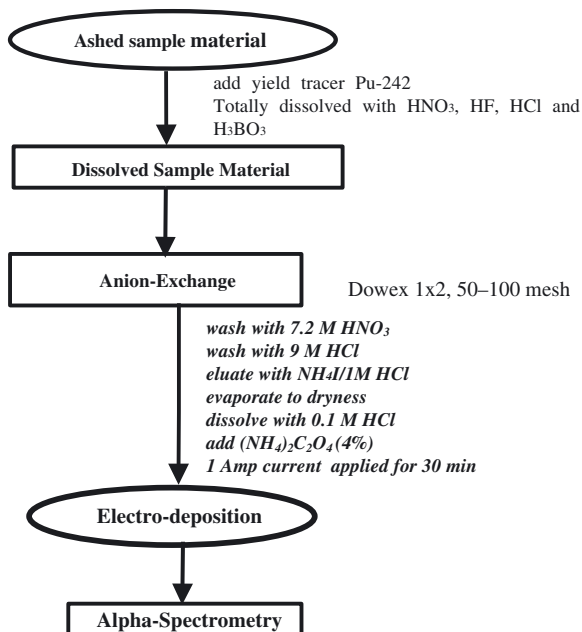 Ashed sample material
add yield tracer Pu-242
Totally dissolved with HNO₃, HF, HCl and
H₃BO₃
Dissolved Sample Material
Anion-Exchange
Dowex 1x2, 50–100 mesh
wash with 7.2 M HNO₃
wash with 9 M HCl
eluate with NH₄I/1M HCl
evaporate to dryness
dissolve with 0.1 M HCl
add (NH₄)₂C₂O₄(4%)
1 Amp current applied for 30 min
Electro-deposition
Alpha-Spectrometry